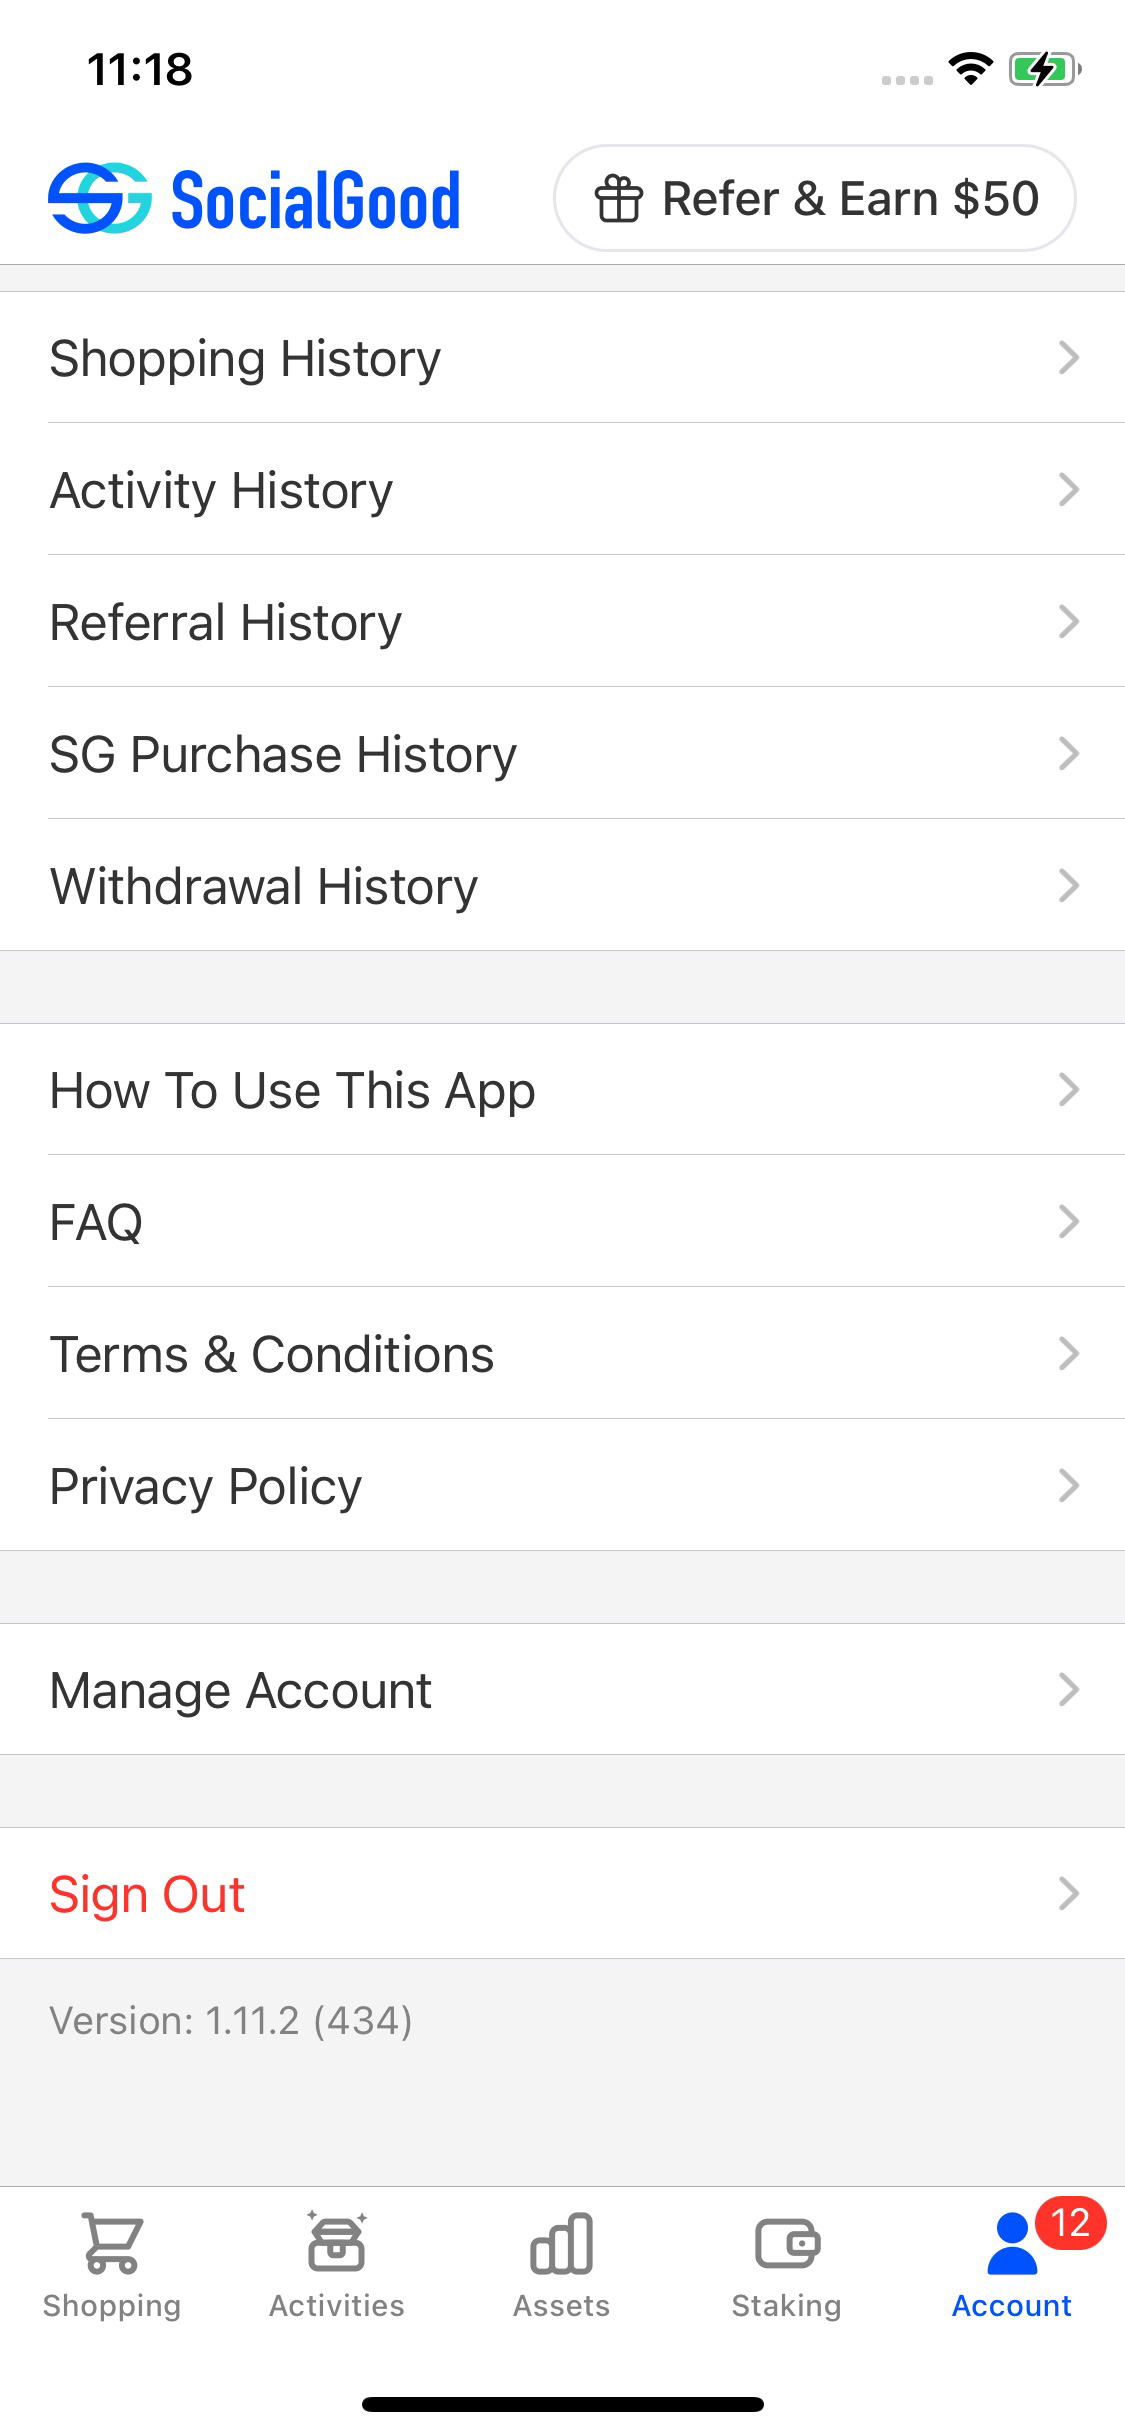 11:18
SocialGood
Refer & Earn $50
Shopping History
Activity History
Referral History
SG Purchase History
Withdrawal History
How To Use This App
FAQ
Terms & Conditions
Privacy Policy
Manage Account
Sign Out
Version: 1.11.2 (434)
12
Shopping
Activities
Assets
Staking
Account